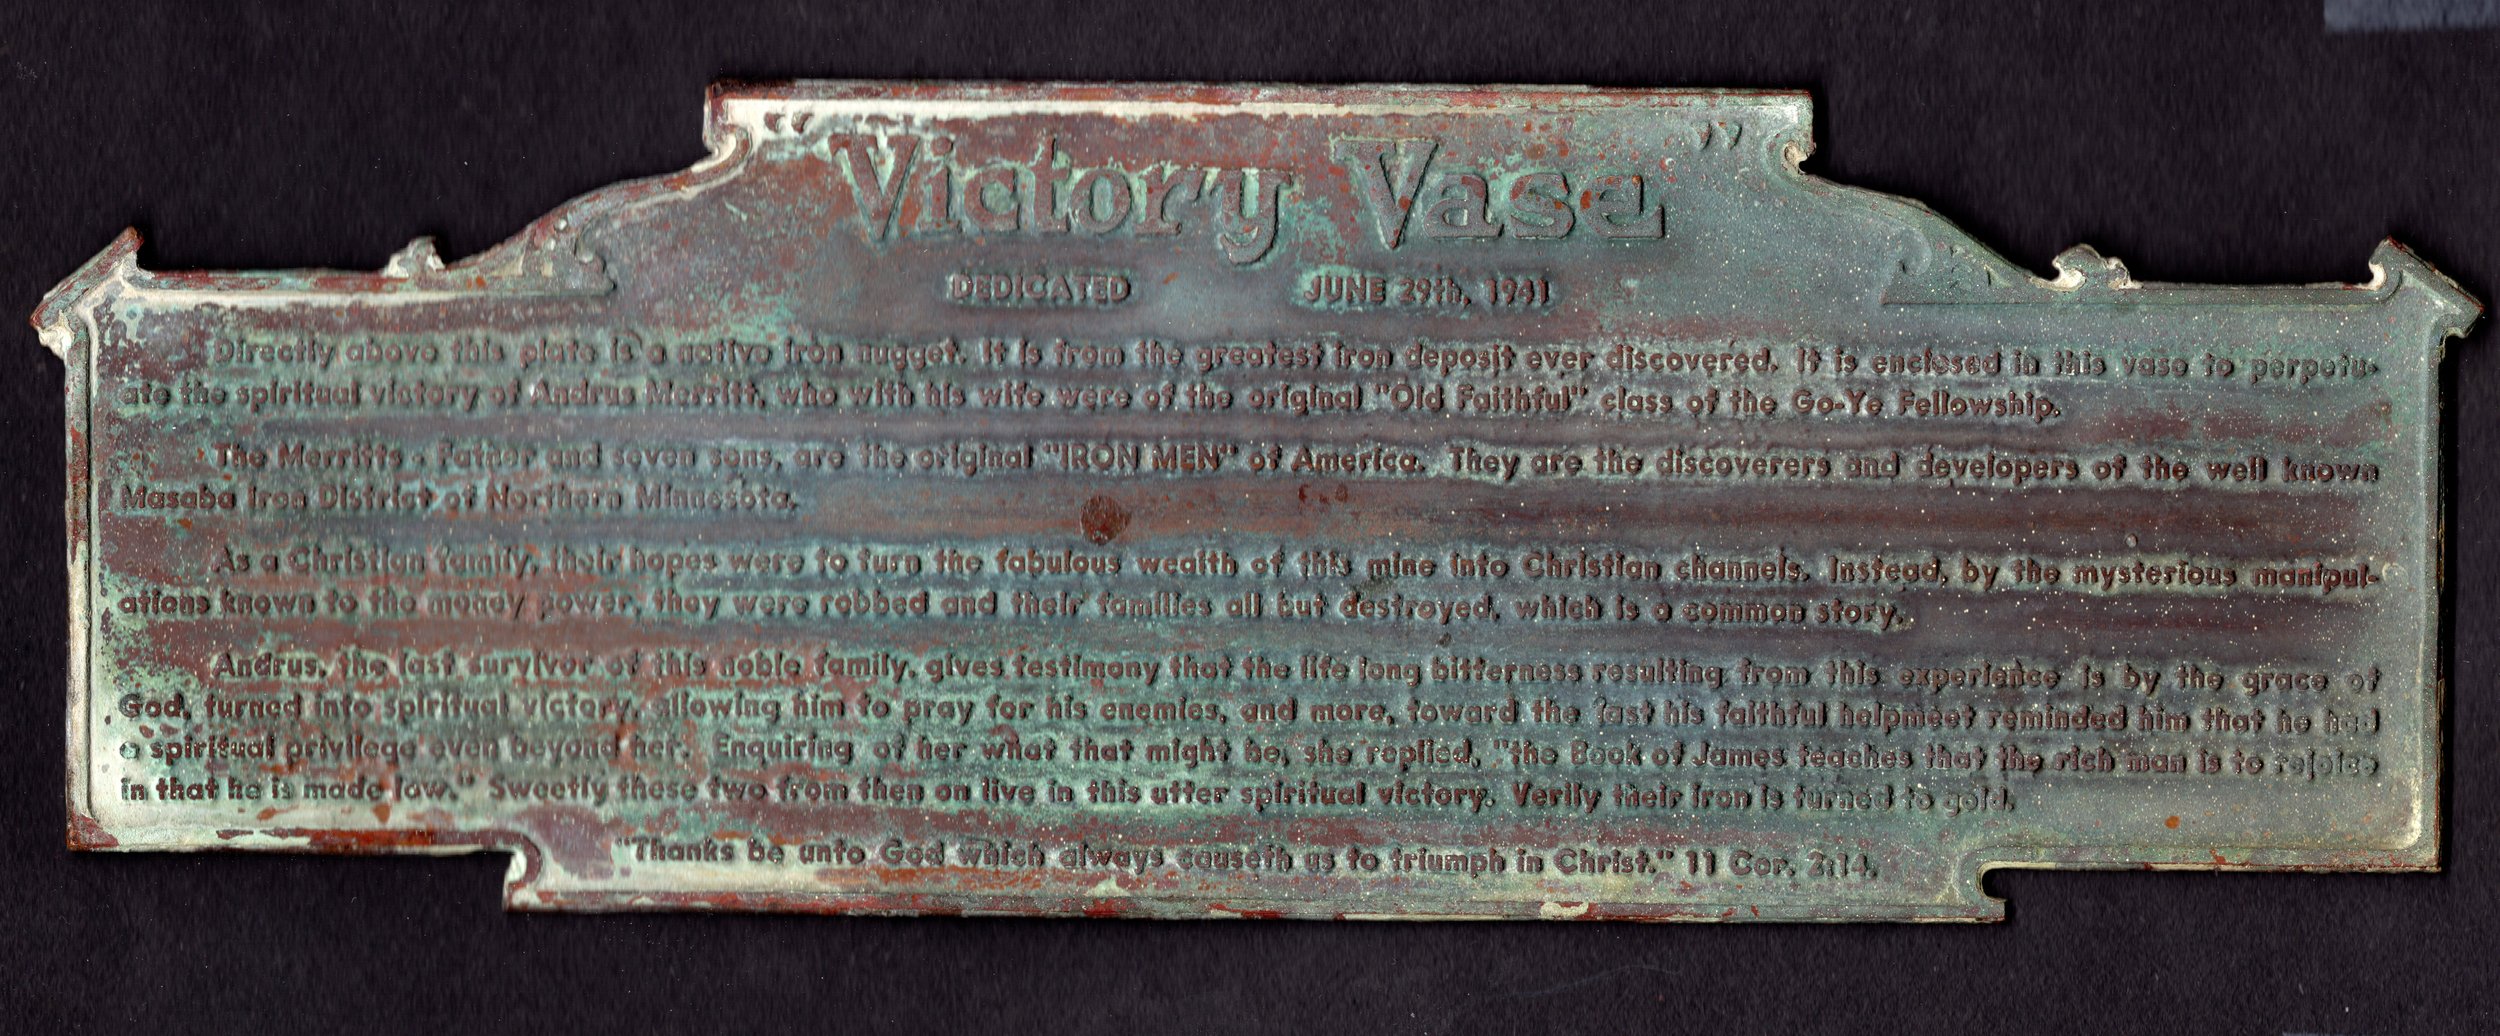 "Victory Vase"
DEDICATED JUNE 29th, 1941
Directly above this plate is a native iron nugget. It is from the greatest iron deposit ever discovered. It is enclosed in this vase to perpetu-
ate the spiritual victory of Andrus Merritt, who with his wife were of the original "Old Faithful" class of the Go-Ye Fellowship.
The Merritts - Father and seven sons, are the original "IRON MEN" of America. They are the discoverers and developers of the well known
Masaba Iron District of Northern Minnesota.
As a Christian family, their hopes were to turn the fabulous wealth of this mine into Christian channels. Instead, by the mysterious manipul-
ations known to the money power, they were robbed and their families all but destroyed, which is a common story.
Andrus, the last survivor of this noble family, gives testimony that the life long bitterness resulting from this experience is by the grace of
God, turned into spiritual victory, allowing him to pray for his enemies, and more, toward the last his faithful helpmeet reminded him that he had
a spiritual privilege even beyond her. Enquiring of her what that might be, she replied, "the Book of James teaches that the rich man is to rejoice
in that he is made low." Sweetly these two from then on live in this utter spiritual victory. Verily their iron is turned to gold.
"Thanks be unto God which always causeth us to triumph in Christ." 11 Cor. 2:14.